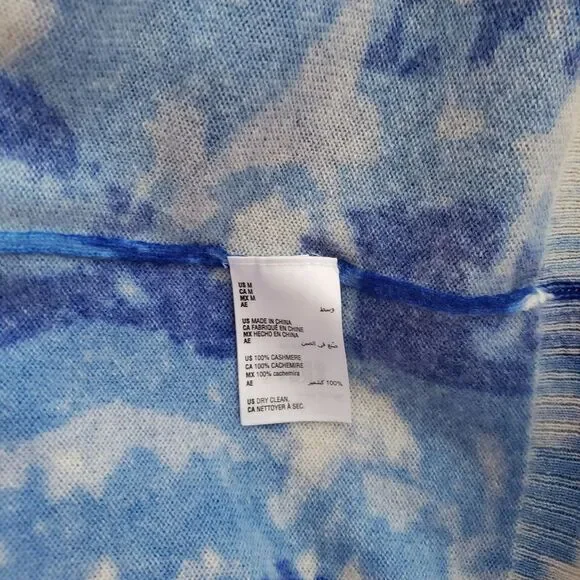 US M
CA M
MX M
AE وسط
US MADE IN CHINA
CA FABRIQUÉ EN CHINE
MX HECHO EN CHINA
AE صنع في الصين
US 100% CASHMERE
CA 100% CACHEMIRE
MX 100% cachemira
AE 100% كشمير
US DRY CLEAN.
CA NETTOYER À SEC.